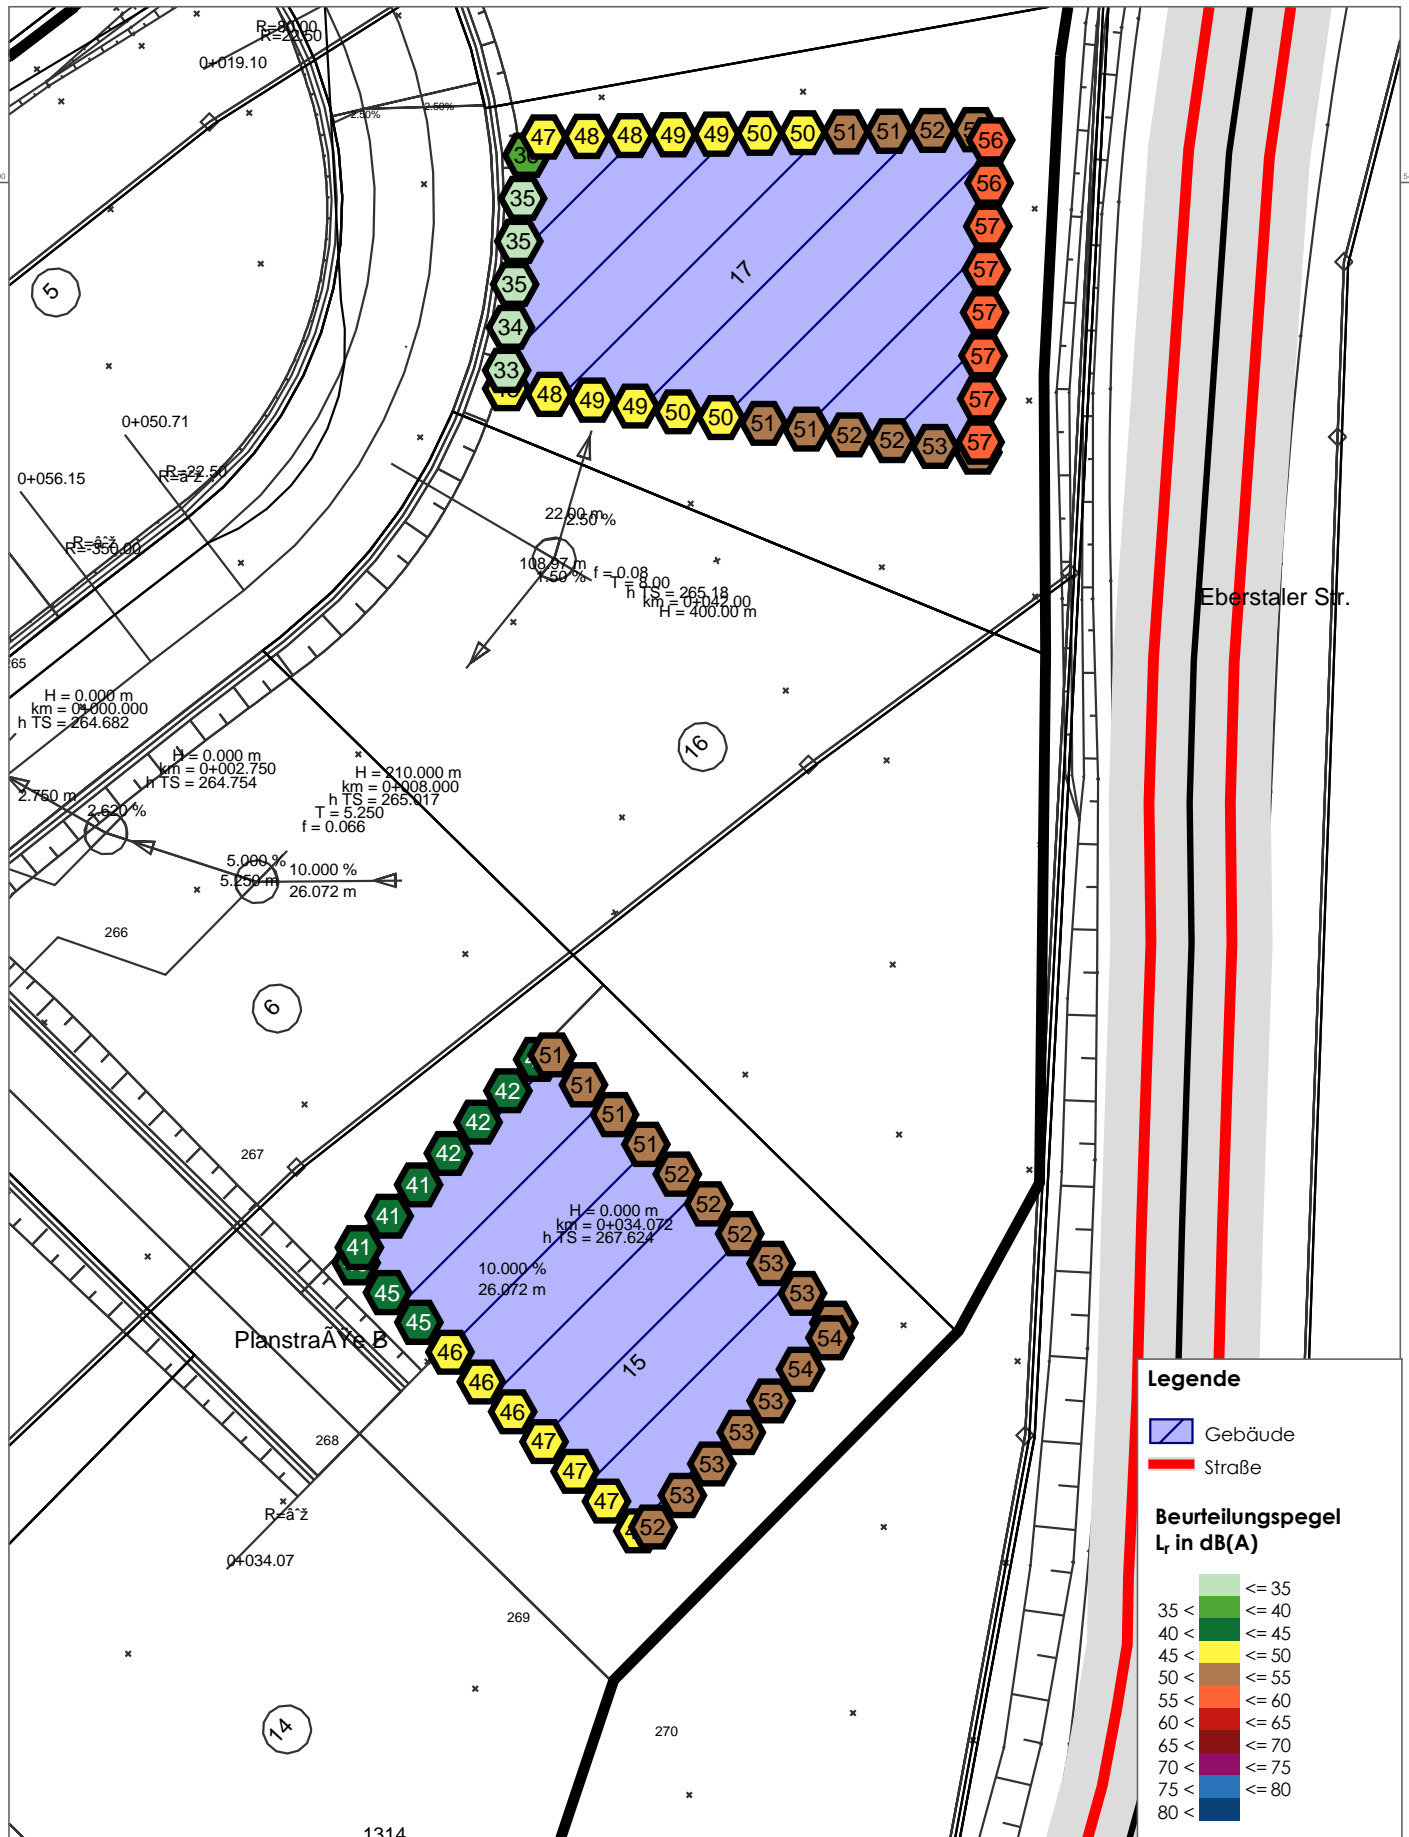 R=80.00
R=22.50
0+019.10
2.50%
2.50%
47 48 48 49 49 50 50 51 51 52
56
35
56
35
57
35
57
34
57
33
57
57
57
48 49 49 50 50 51 51 52 52 53
17
5
0+050.71
R=22.50
0+056.15
R=-350.00
22.00 m
2.50 %
108.97 m
1.50 %
f = 0.08
T = 8.00
h TS = 265.18
km = 0+042.00
H = 400.00 m
Eberstaler Str.
265
H = 0.000 m
km = 0+000.000
h TS = 264.682
H = 0.000 m
km = 0+002.750
h TS = 264.754
H = 210.000 m
km = 0+008.000
h TS = 265.017
T = 5.250
f = 0.066
2.750 m
2.620 %
5.000 %
5.250 m
10.000 %
26.072 m
16
266
6
267
51
51
51
51
52
52
52
53
53
54
54
53
53
53
53
52
42
42
42
41
41
41
45
45
46
46
46
47
47
47
H = 0.000 m
km = 0+034.072
h TS = 267.624
10.000 %
26.072 m
15
PlanstraÃŸe B
268
R=âˆž
0+034.07
269
14
270
1314
Legende
Gebäude
Straße
Beurteilungspegel
Lr in dB(A)
<= 35
35 < <= 40
40 < <= 45
45 < <= 50
50 < <= 55
55 < <= 60
60 < <= 65
65 < <= 70
70 < <= 75
75 < <= 80
80 <